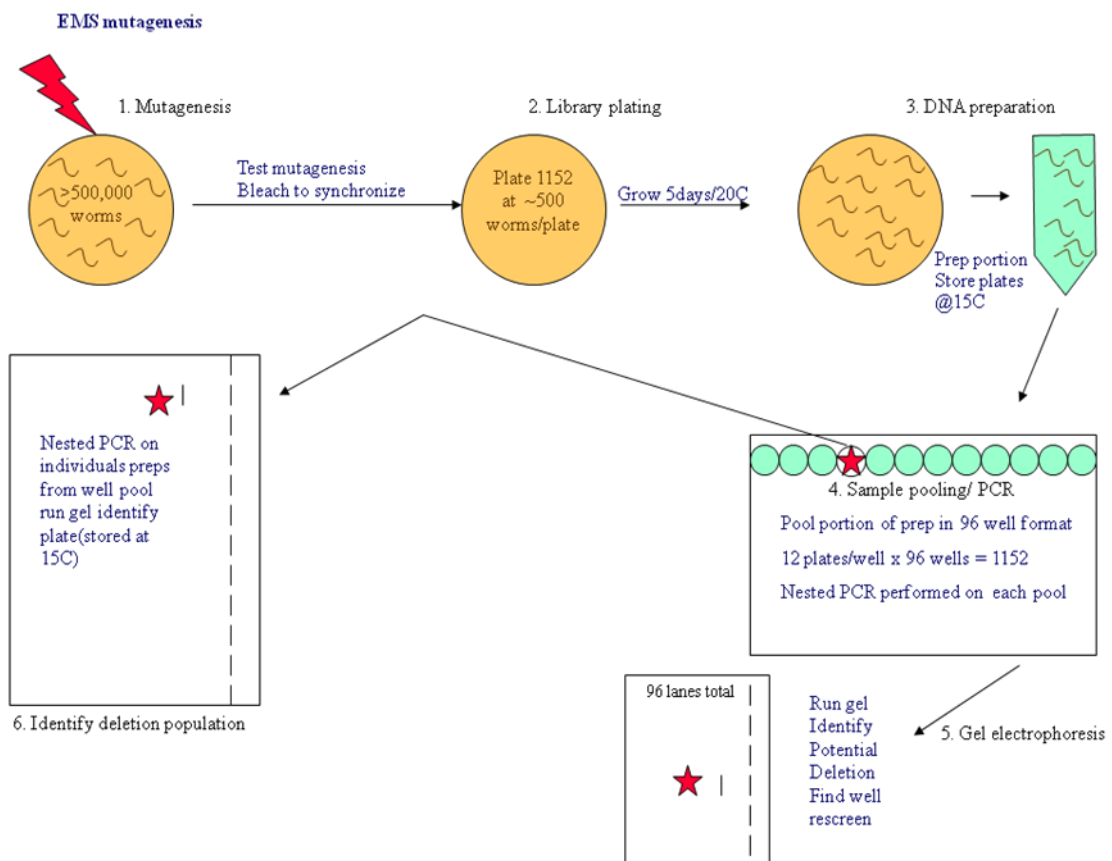 EMS mutagenesis
1. Mutagenesis
>500,000
worms
Test mutagenesis
Bleach to synchronize
2. Library plating
Plate 1152
at ~500
worms/plate
Grow 5days/20C
3. DNA preparation
Prep portion
Store plates
@15C
4. Sample pooling/ PCR
Pool portion of prep in 96 well format
12 plates/well x 96 wells = 1152
Nested PCR performed on each pool
96 lanes total
Run gel
Identify
Potential
Deletion
Find well
rescreen
5. Gel electrophoresis
Nested PCR on
individuals preps
from well pool
run gel identify
plate(stored at
15C)
6. Identify deletion population